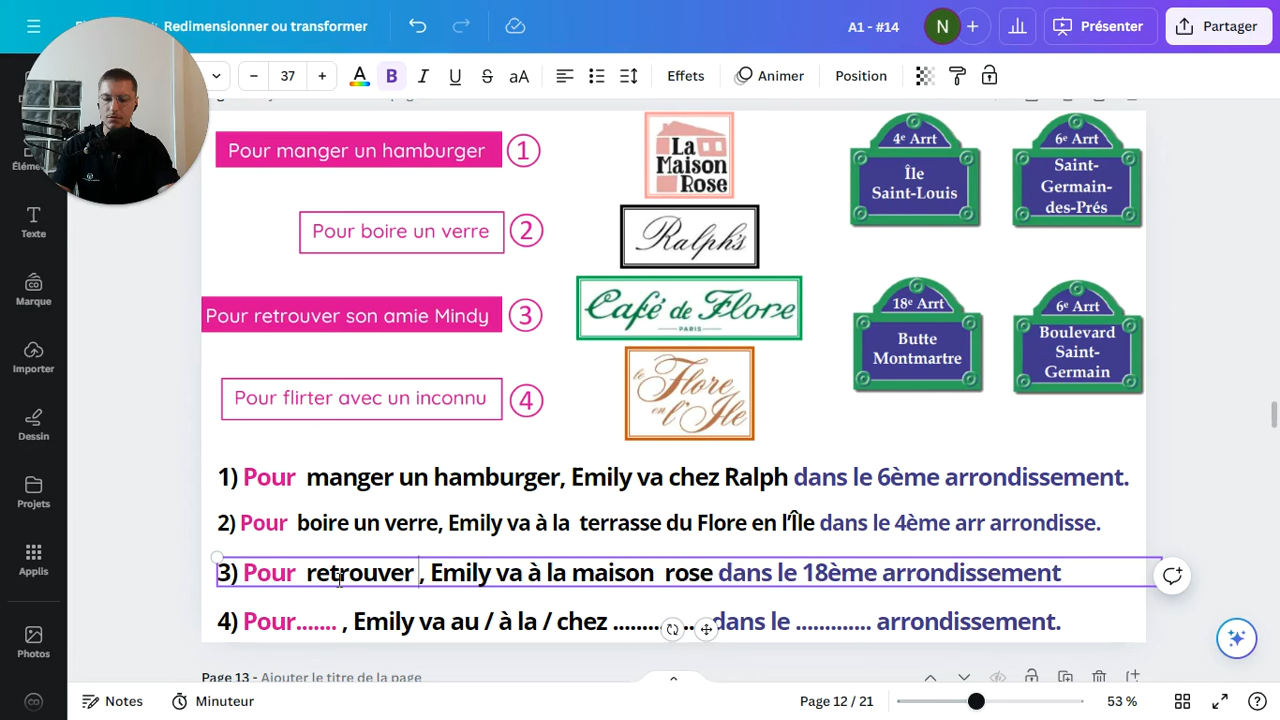 Redimensionner ou transformer
A1 - #14
N
Présenter
Partager
37
A
B
I
U
S
aA
Effets
Animer
Position
Texte
Marque
Importer
Dessin
Projets
Applis
Photos
Pour manger un hamburger 1
Pour boire un verre 2
Pour retrouver son amie Mindy 3
Pour flirter avec un inconnu 4
La
Maison
Rose
Ralph's
Café de Flore
PARIS
le Flore
en l'Ile
4e Arrt
Île
Saint-Louis
6e Arrt
Saint-
Germain-
des-Prés
18e Arrt
Butte
Montmartre
6e Arrt
Boulevard
Saint-
Germain
1) Pour manger un hamburger, Emily va chez Ralph dans le 6ème arrondissement.
2) Pour boire un verre, Emily va à la terrasse du Flore en l'Île dans le 4ème arr arrondisse.
3) Pour retrouver , Emily va à la maison rose dans le 18ème arrondissement
4) Pour....... , Emily va au / à la / chez ............... dans le ............. arrondissement.
Page 13 - Ajouter le titre de la page
Notes
Minuteur
Page 12 / 21
53 %